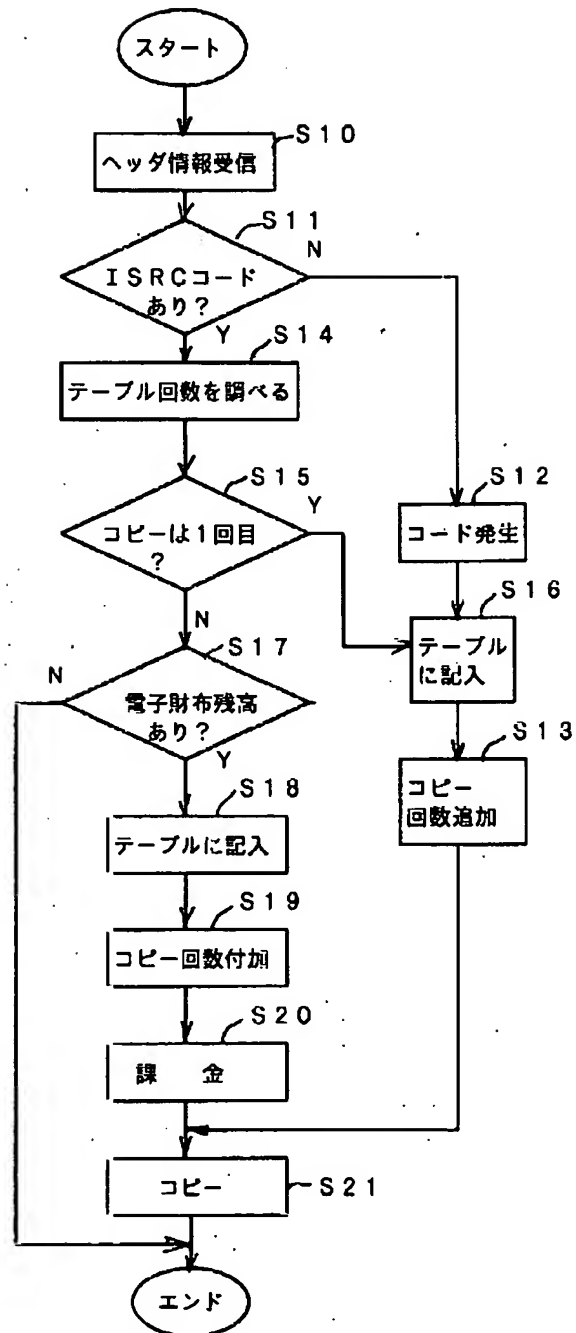 スタート
S10
ヘッダ情報受信
S11
N
ISRCコード
あり?
Y
S14
テーブル回数を調べる
S15
Y
コピーは1回目
?
S12
コード発生
S16
テーブル
に記入
N
S17
N
電子財布残高
あり?
Y
S13
コピー
回数追加
S18
テーブルに記入
S19
コピー回数付加
S20
課 金
コピー
S21
エンド